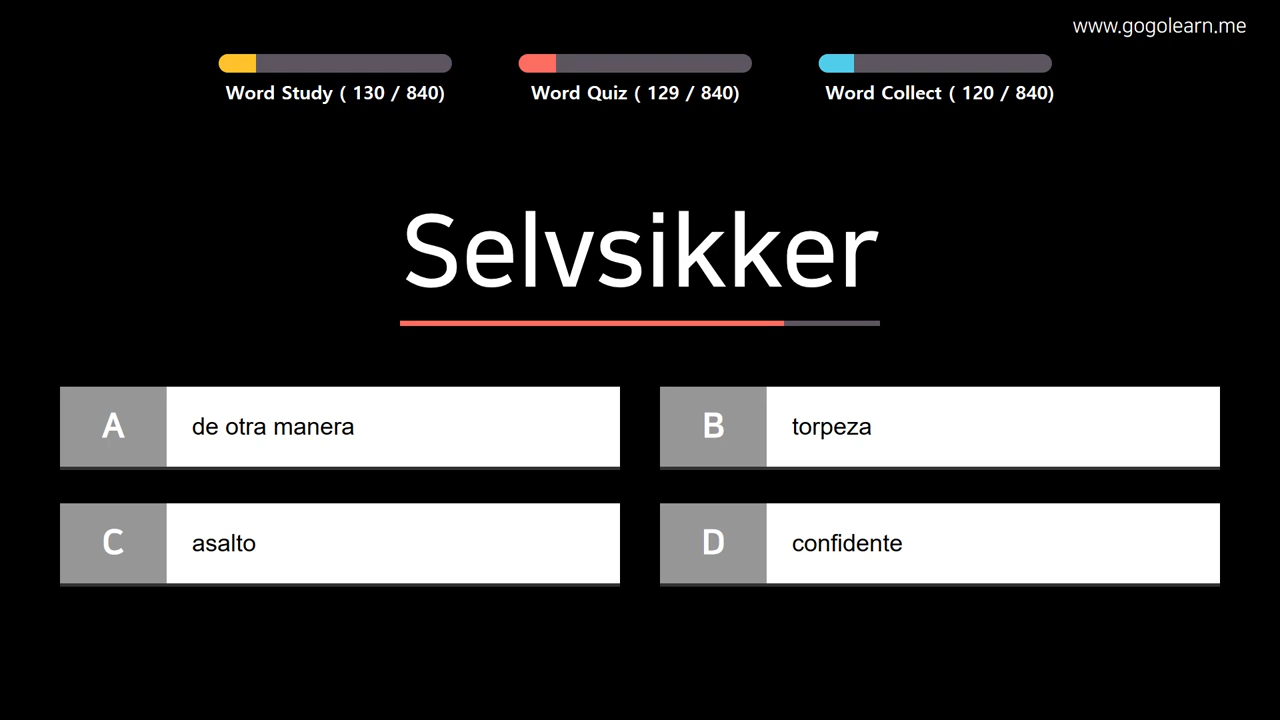 www.gogolearn.me
Word Study ( 130 / 840)
Word Quiz ( 129 / 840)
Word Collect ( 120 / 840)
Selvsikker
A
de otra manera
B
torpeza
C
asalto
D
confidente